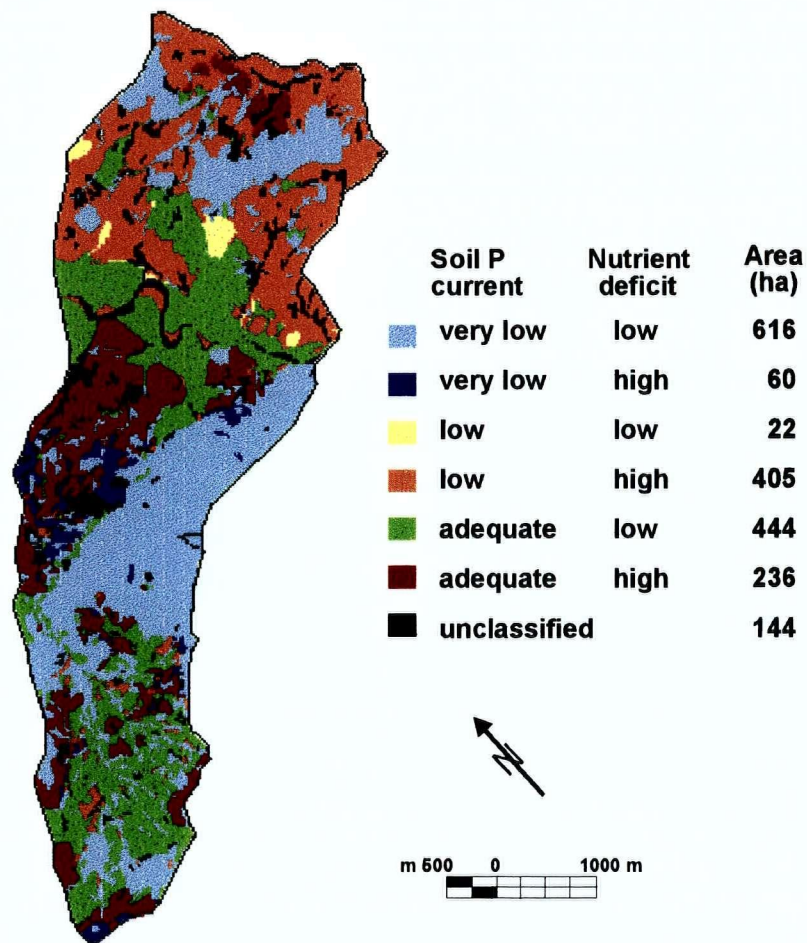 Soil P current Nutrient deficit Area (ha)
very low low 616
very low high 60
low low 22
low high 405
adequate low 444
adequate high 236
unclassified 144
N
m 500 0 1000 m